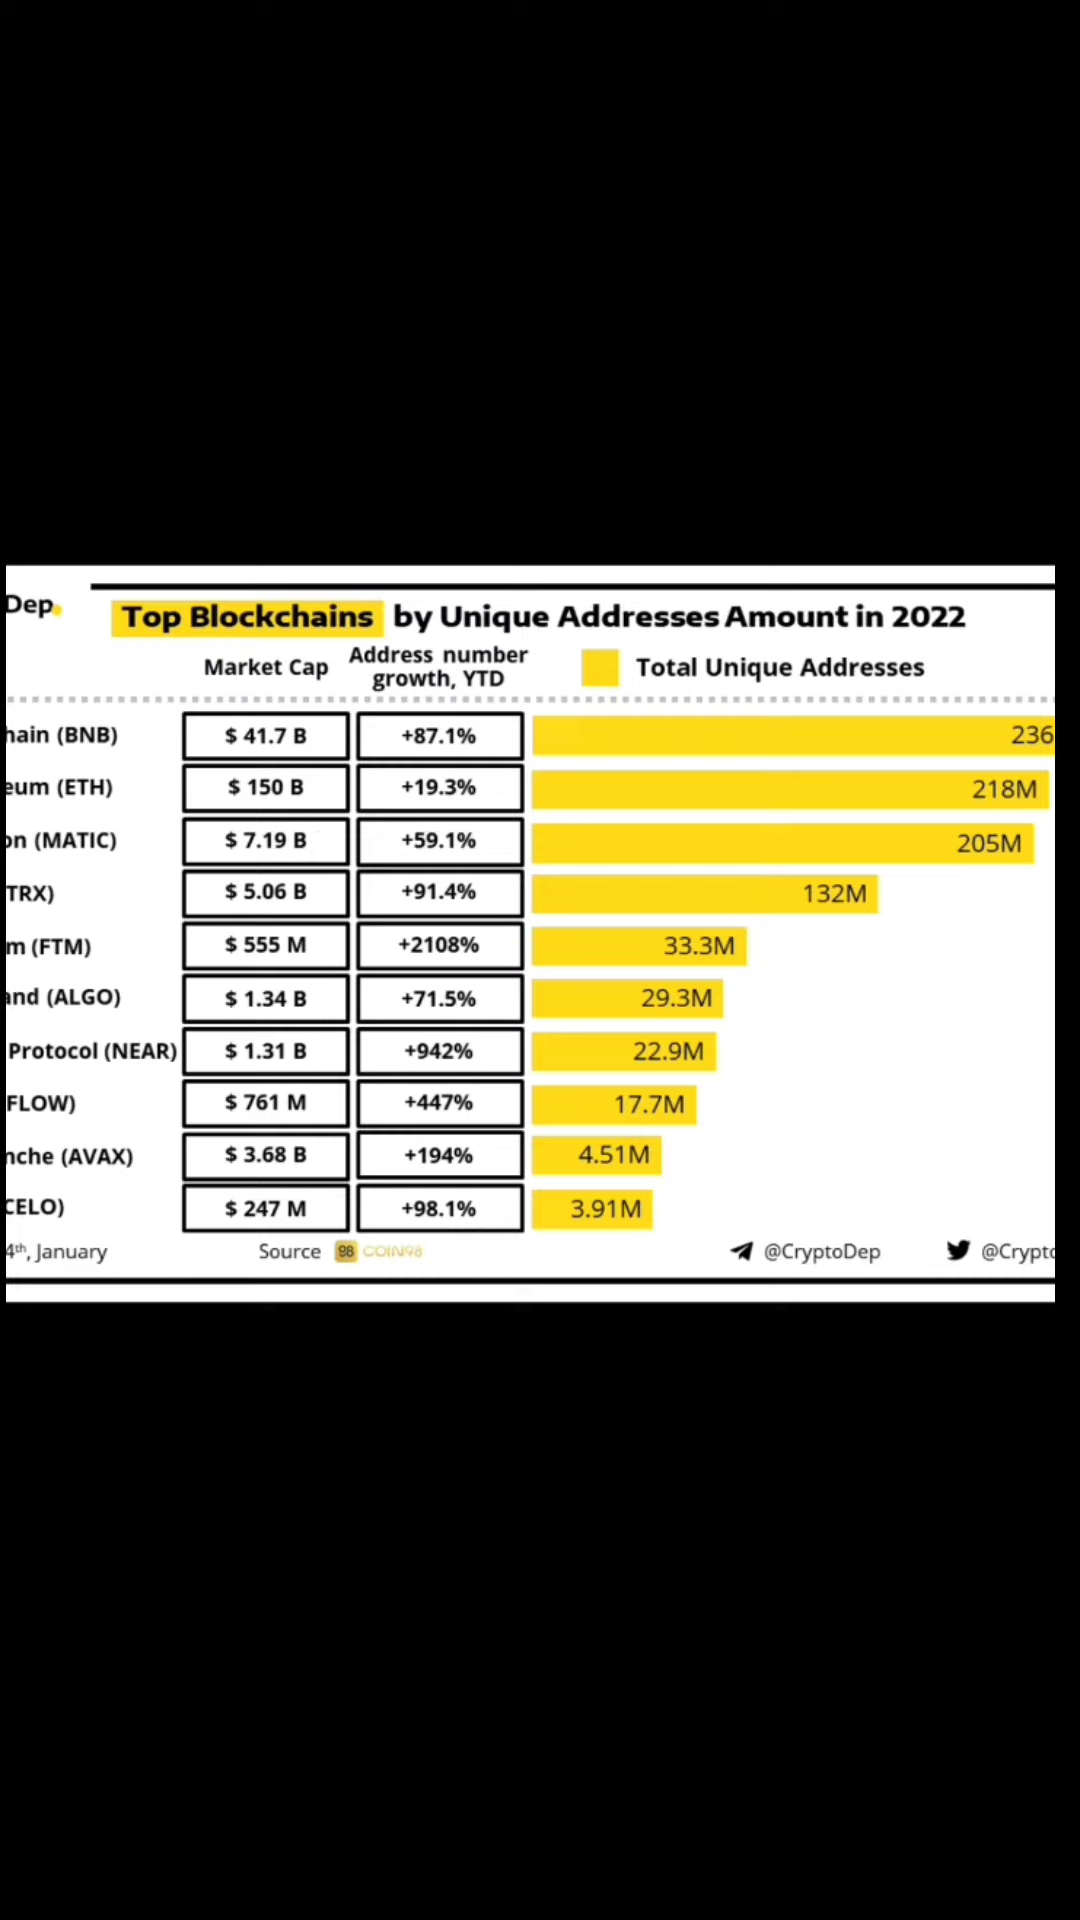 Dep.
Top Blockchains by Unique Addresses Amount in 2022
Market Cap
Address number growth, YTD
Total Unique Addresses
hain (BNB) $ 41.7 B +87.1% 236
eum (ETH) $ 150 B +19.3% 218M
on (MATIC) $ 7.19 B +59.1% 205M
TRX) $ 5.06 B +91.4% 132M
m (FTM) $ 555 M +2108% 33.3M
and (ALGO) $ 1.34 B +71.5% 29.3M
Protocol (NEAR) $ 1.31 B +942% 22.9M
FLOW) $ 761 M +447% 17.7M
nche (AVAX) $ 3.68 B +194% 4.51M
CELO) $ 247 M +98.1% 3.91M
4th, January Source 98 COIN98 @CryptoDep @Crypto